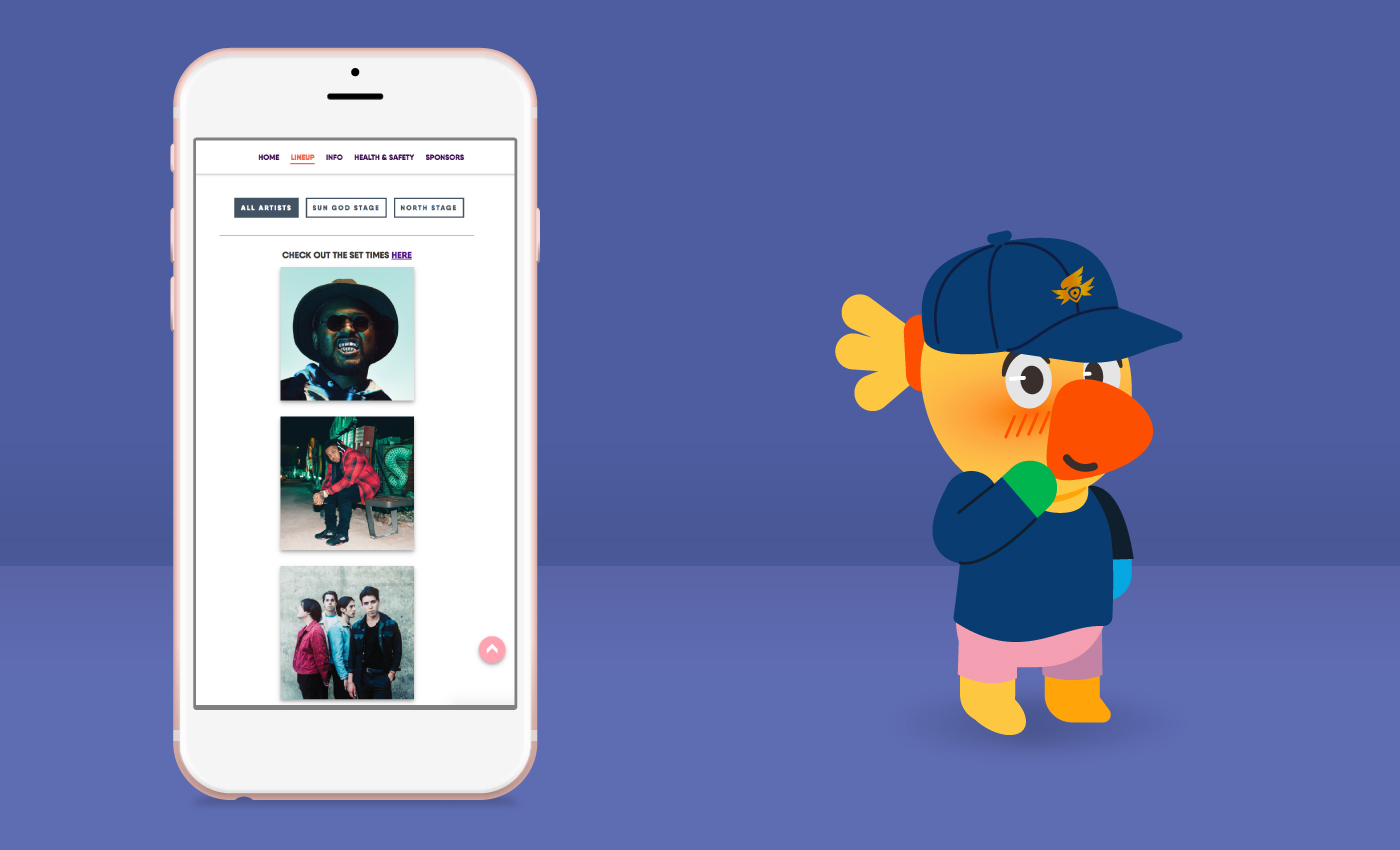 HOME LINEUP INFO HEALTH & SAFETY SPONSORS
ALL ARTISTS SUN GOD STAGE NORTH STAGE
CHECK OUT THE SET TIMES HERE